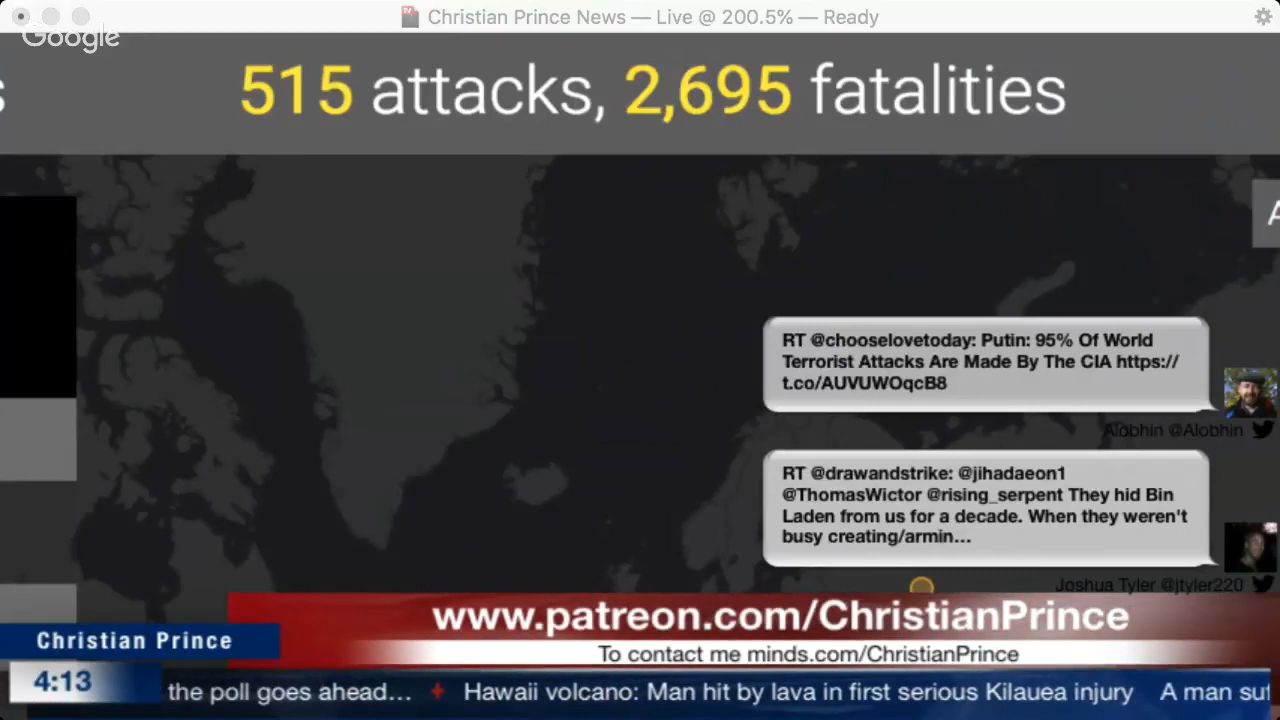 Christian Prince News — Live @ 200.5% — Ready
Google
515 attacks, 2,695 fatalities
RT @chooselovetoday: Putin: 95% Of World
Terrorist Attacks Are Made By The CIA https://
t.co/AUVUWOqcB8
Alobhin @Alobhin
RT @drawandstrike: @jihadaeon1
@ThomasWictor @rising_serpent They hid Bin
Laden from us for a decade. When they weren't
busy creating/armin...
Joshua Tyler @jtyler220
www.patreon.com/ChristianPrince
To contact me minds.com/ChristianPrince
Christian Prince
4:13
the poll goes ahead... + Hawaii volcano: Man hit by lava in first serious Kilauea injury A man suf